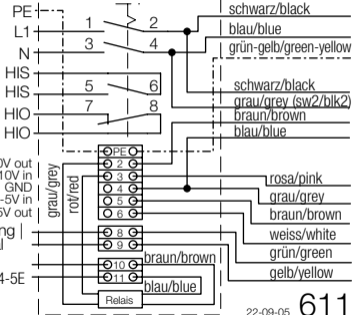 PE
L1
N
HIS
HIS
HIO
HIO
1 2
3 4
5 6
7 8
schwarz/black
blau/blue
grün-gelb/green-yellow
schwarz/black
grau/grey (sw2/blk2)
braun/brown
blau/blue
0V out
10V in
GND
-5V in
5V out
ng |
al
4-5E
grau/grey
rot/red
PE
2
3
4
5
6
8
9
10
11
Relais
braun/brown
blau/blue
rosa/pink
grau/grey
braun/brown
weiss/white
grün/green
gelb/yellow
22-09-05 611